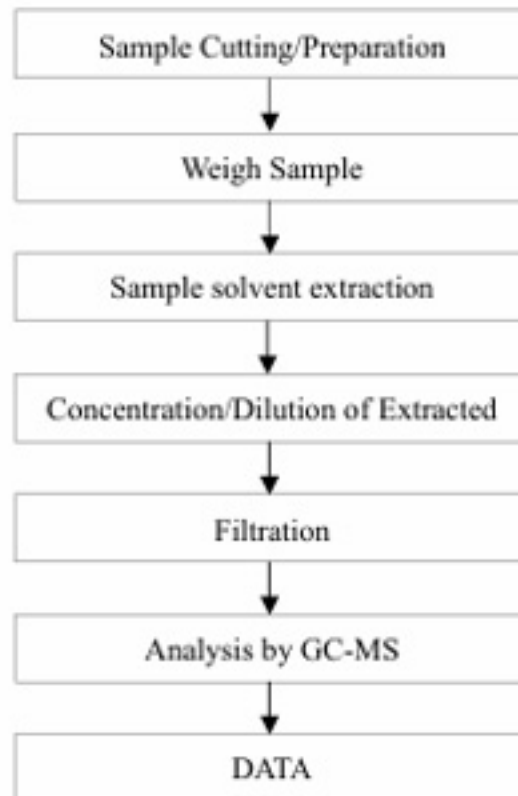 Sample Cutting/Preparation
Weigh Sample
Sample solvent extraction
Concentration/Dilution of Extracted
Filtration
Analysis by GC-MS
DATA